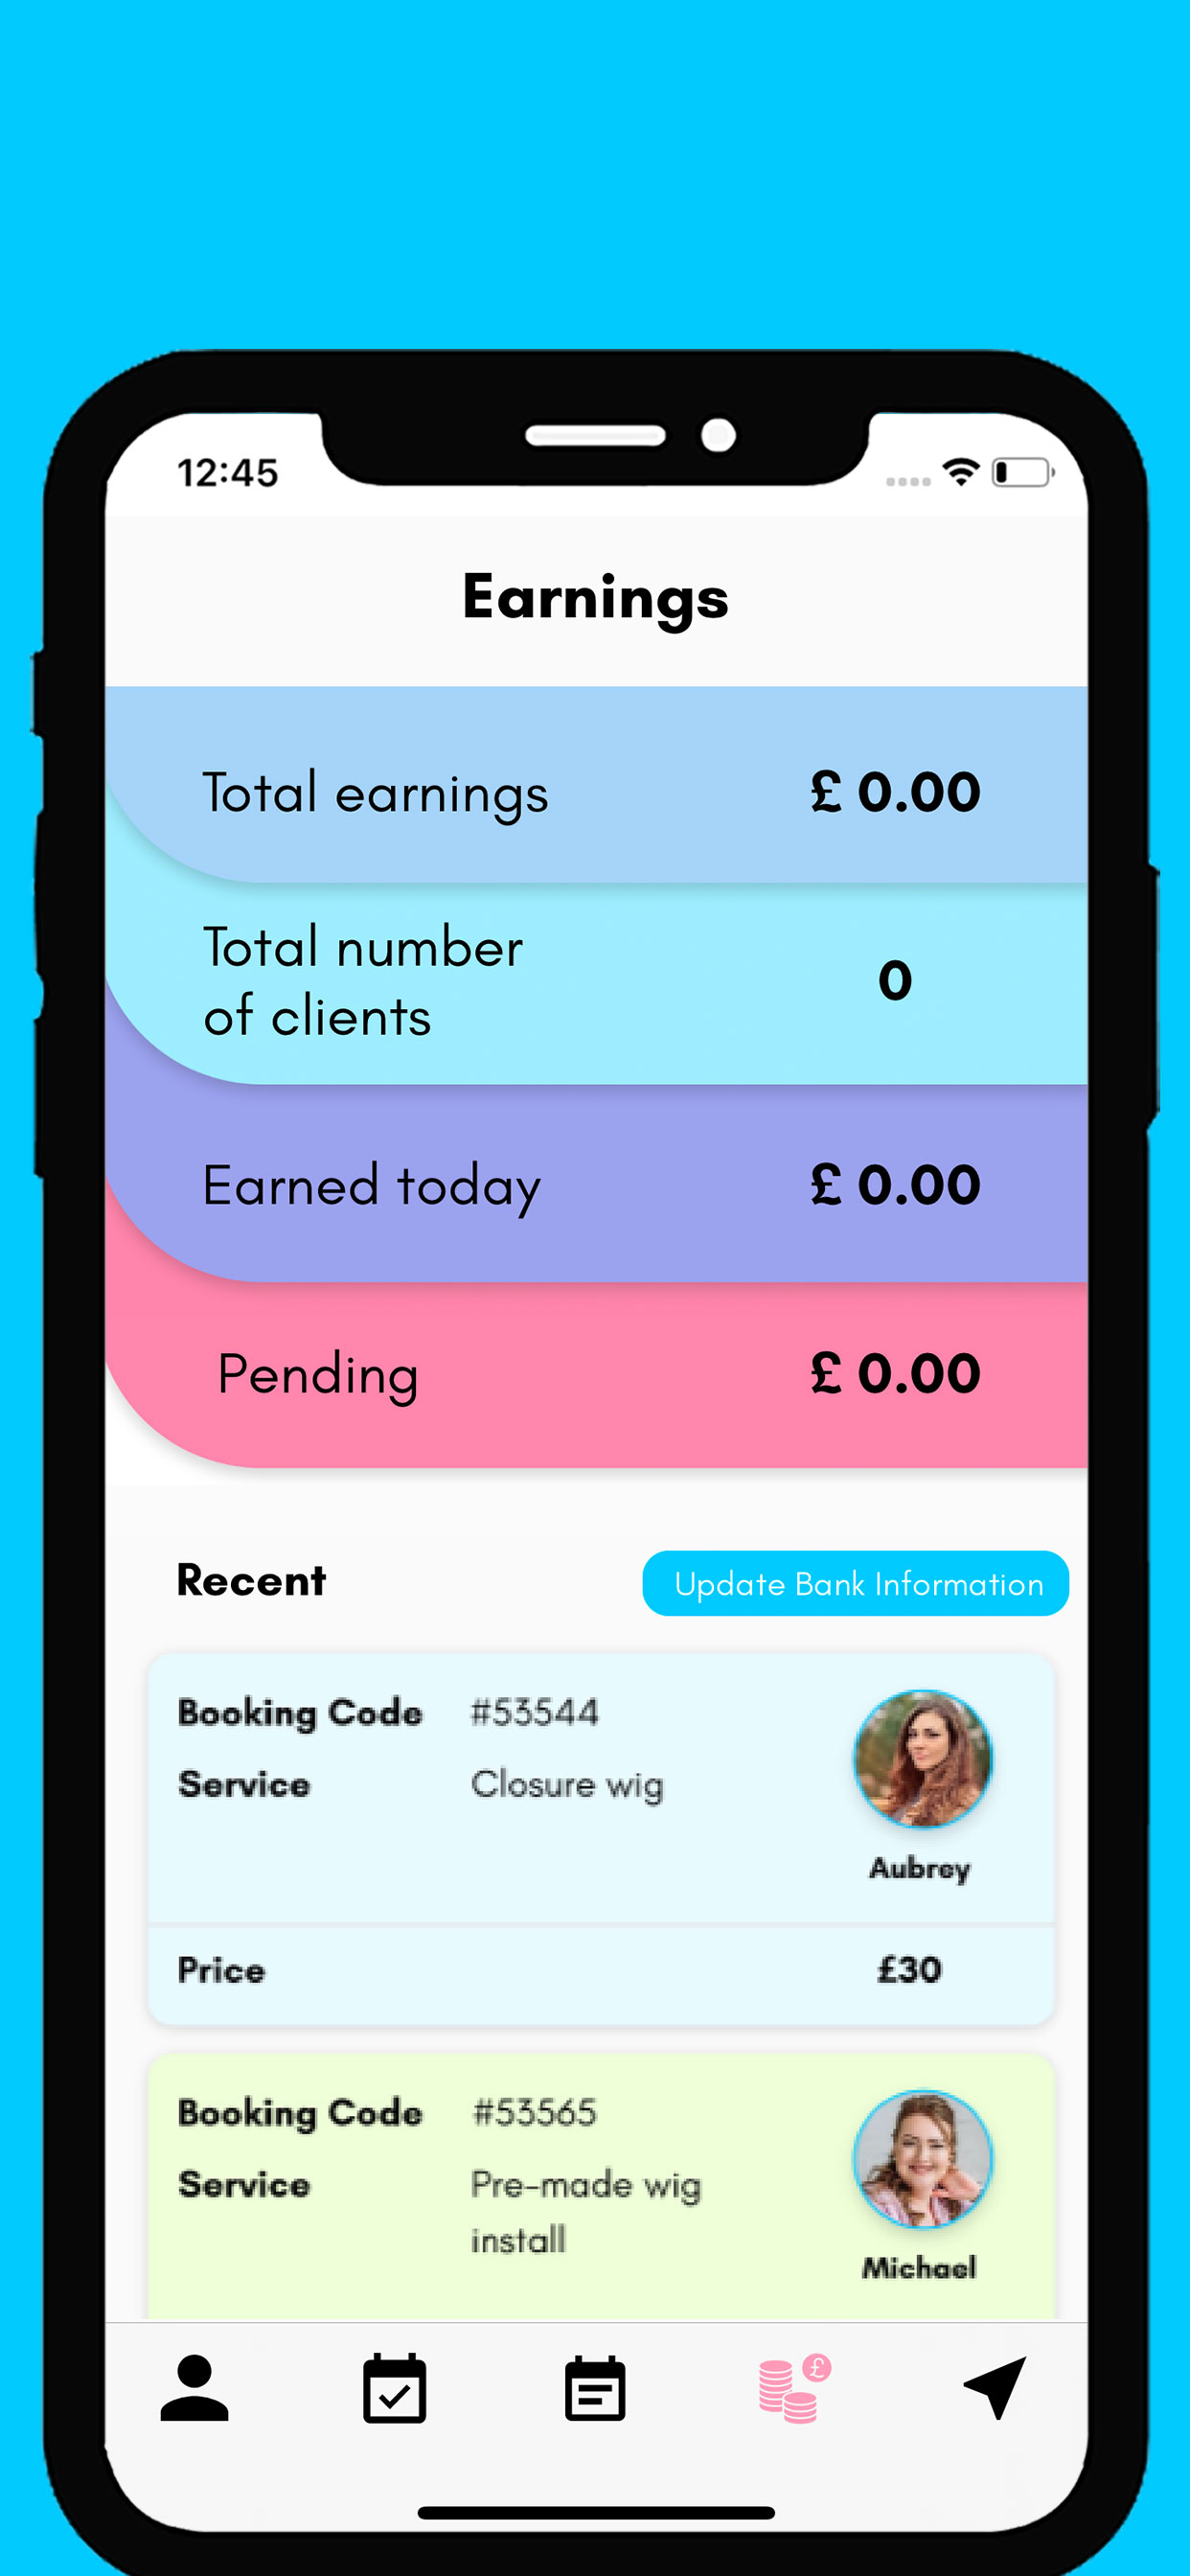 12:45
Earnings
Total earnings £ 0.00
Total number
of clients 0
Earned today £ 0.00
Pending £ 0.00
Recent Update Bank Information
Booking Code #53544
Service Closure wig
Aubrey
Price £30
Booking Code #53565
Service Pre-made wig
install
Michael
£